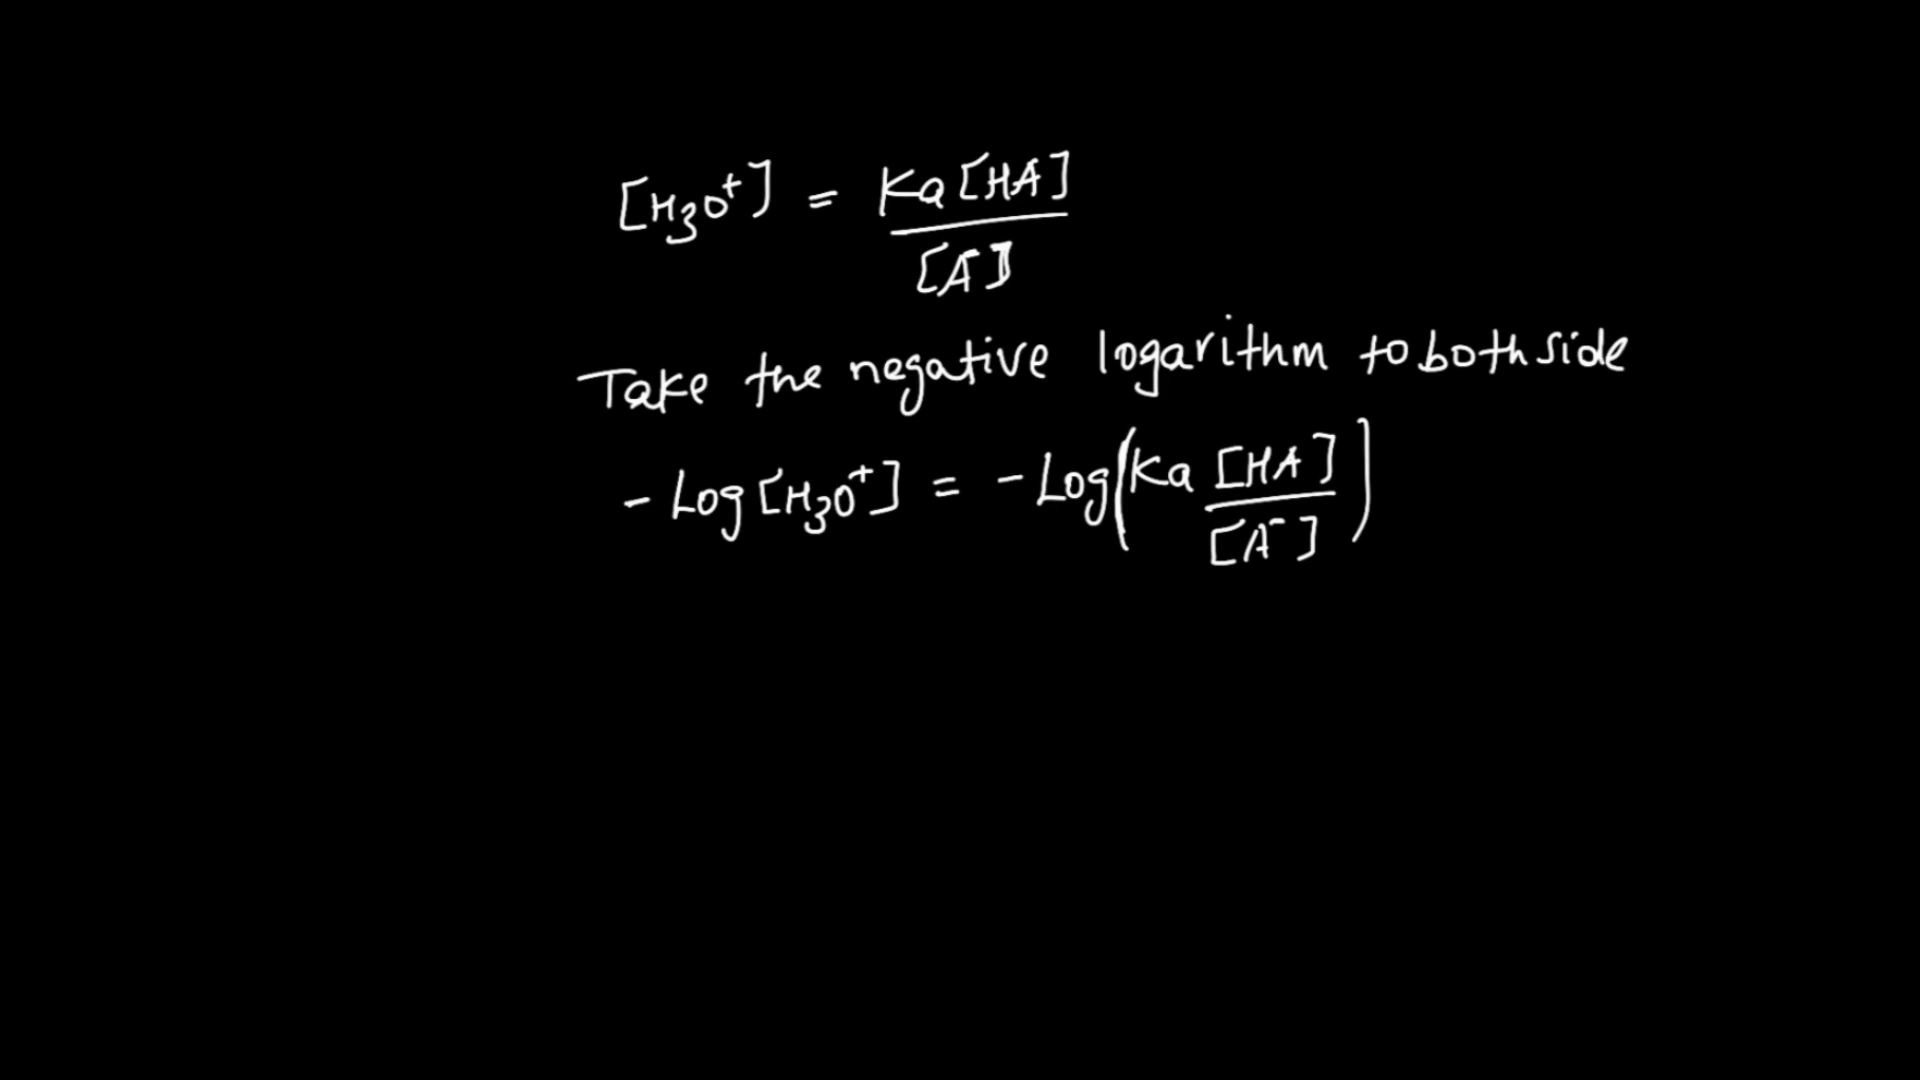 [H₃O⁺] = Ka[HA] / [A⁻]
Take the negative logarithm to both side
- Log[H₃O⁺] = - Log(Ka [HA] / [A⁻])